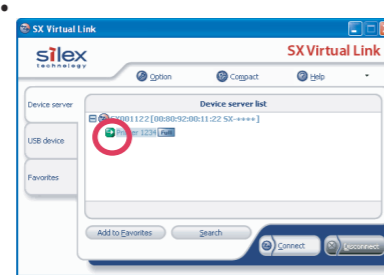 SX Virtual Link
silex
technology
SX Virtual Link
Option
Compact
Help
Device server
Device server list
SX001122 [00:80:92:00:11:22 SX-****]
Printer 1234
USB device
Favorites
Add to Favorites
Search
Connect
Disconnect